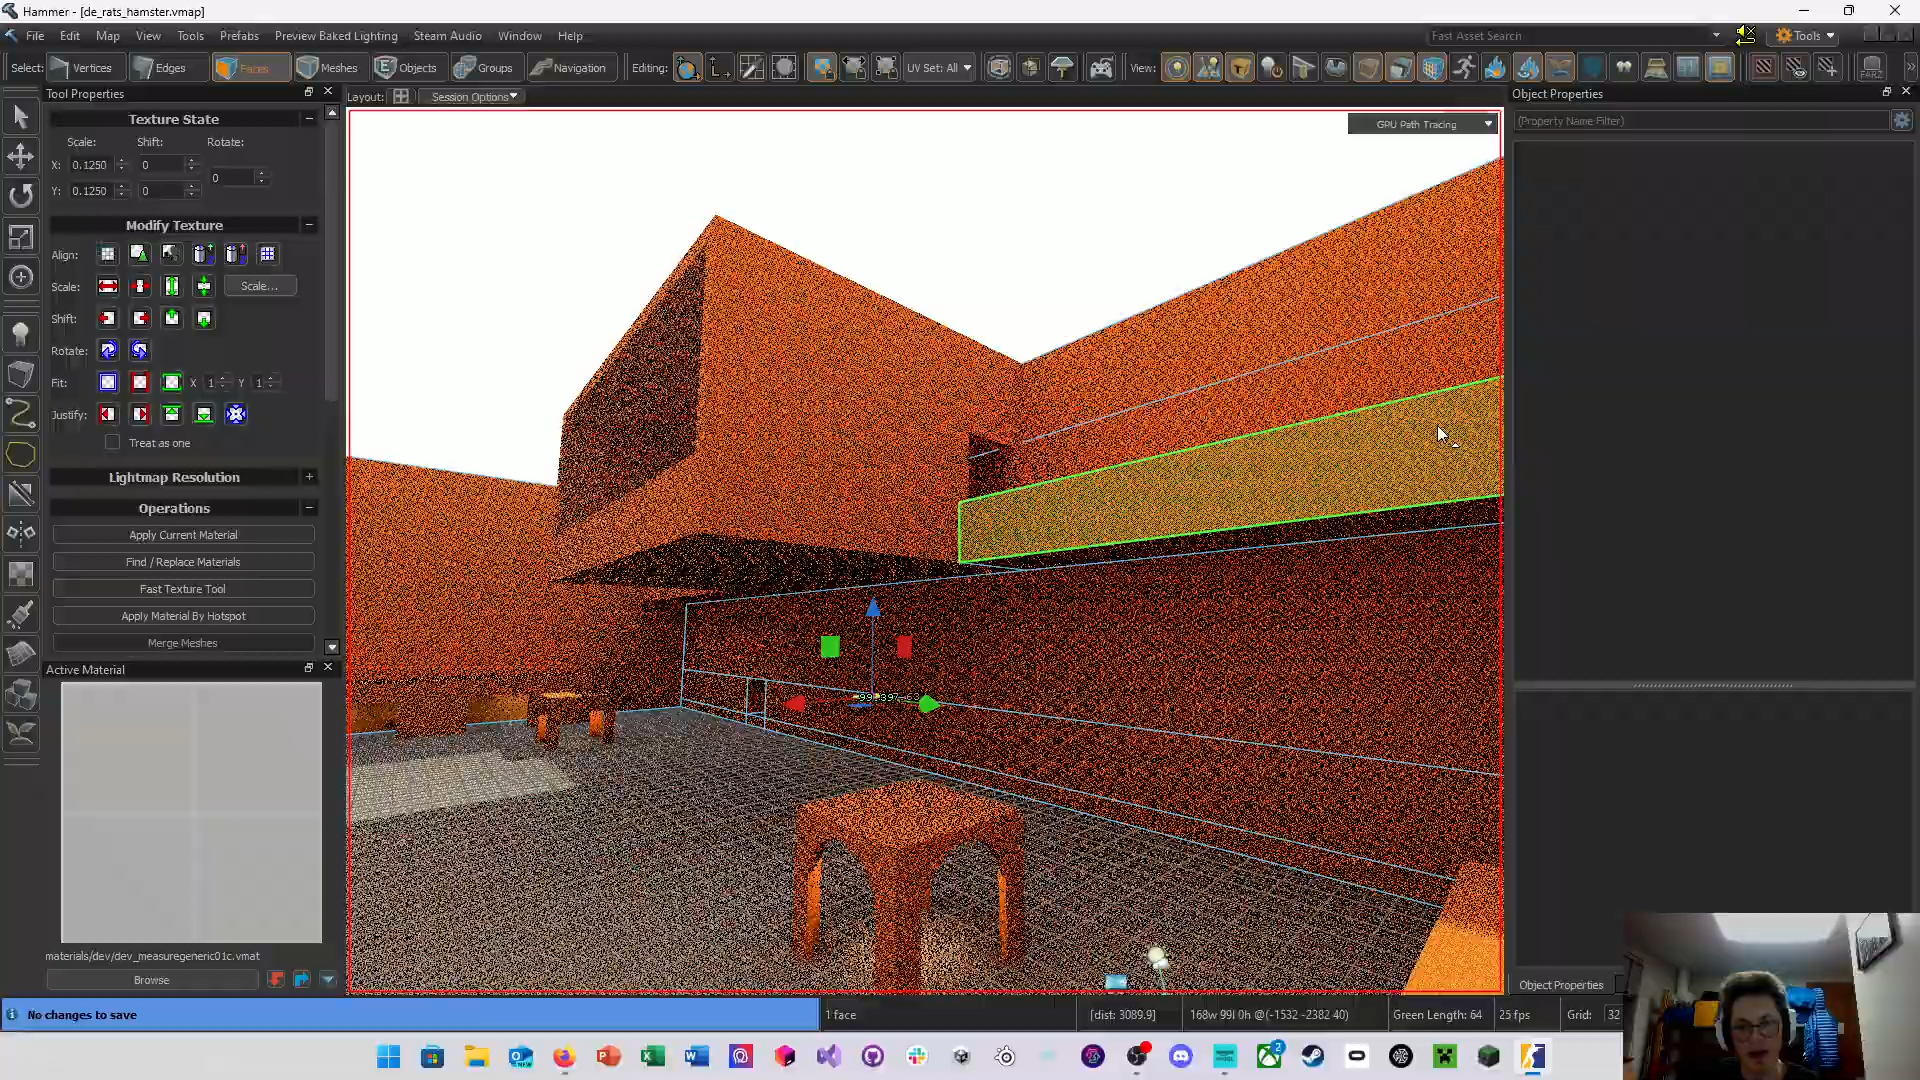 Hammer - [de_rats_hamster.vmap]
File Edit Map View Tools Prefabs Preview Baked Lighting Steam Audio Window Help
Fast Asset Search
Tools
Select: Vertices Edges Faces Meshes Objects Groups Navigation Editing: UV Set: All View:
Tool Properties
Layout: Session Options
Object Properties
GPU Path Tracing
(Property Name Filter)
Texture State
Scale: Shift: Rotate:
X: 0.1250 0
0
Y: 0.1250 0
Modify Texture
Align:
Scale: Scale...
Shift:
Rotate:
Fit: X 1 Y 1
Justify:
Treat as one
Lightmap Resolution
Operations
Apply Current Material
Find / Replace Materials
Fast Texture Tool
Apply Material By Hotspot
Merge Meshes
Active Material
materials/dev/dev_measuregeneric01c.vmat
Browse
Object Properties
No changes to save
1 face
[dist: 3089.9]
168w 99l 0h @(-1532 -2382 40)
Green Length: 64
25 fps
Grid: 32